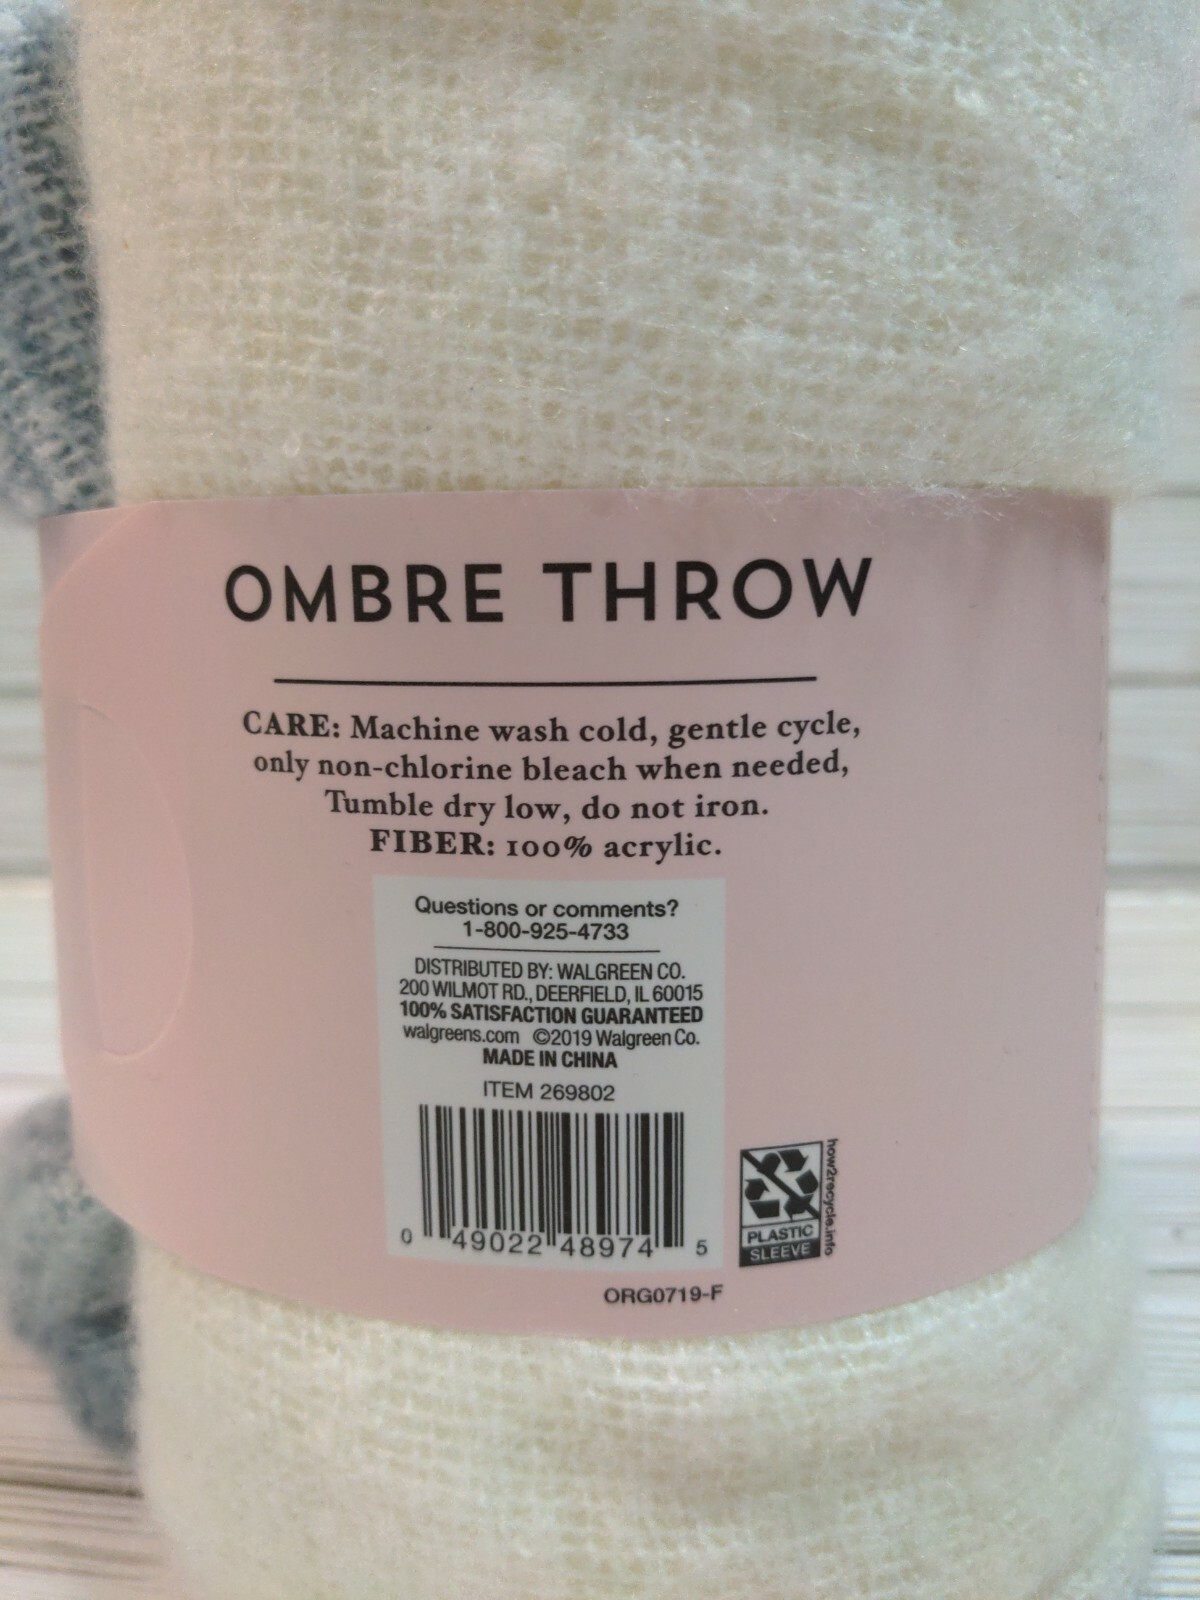 OMBRE THROW
CARE: Machine wash cold, gentle cycle,
only non-chlorine bleach when needed,
Tumble dry low, do not iron.
FIBER: 100% acrylic.
Questions or comments?
1-800-925-4733
DISTRIBUTED BY: WALGREEN CO.
200 WILMOT RD., DEERFIELD, IL 60015
100% SATISFACTION GUARANTEED
walgreens.com ©2019 Walgreen Co.
MADE IN CHINA
ITEM 269802
0 49022 48974 5
how2recycle.info
PLASTIC
SLEEVE
ORG0719-F